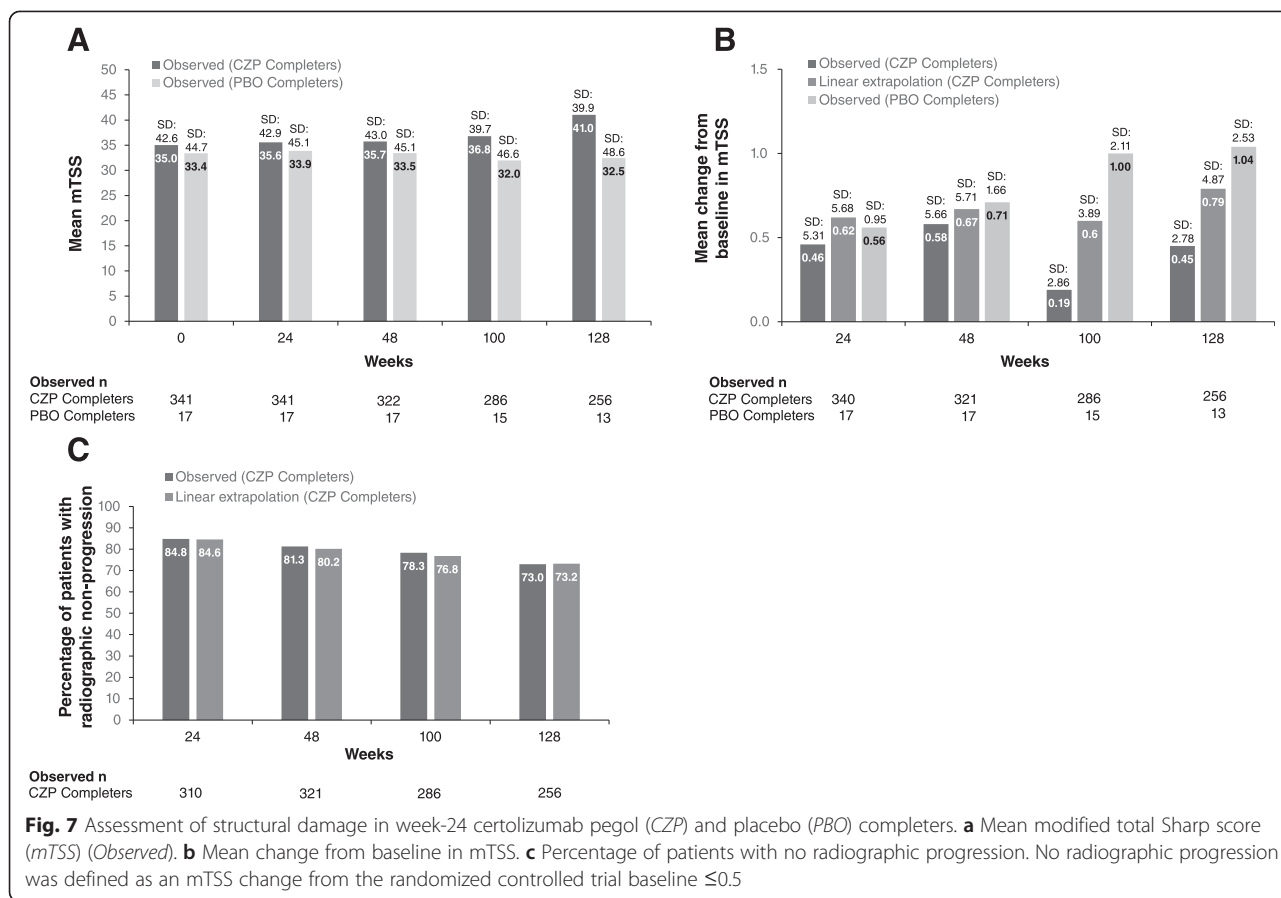 A
Observed (CZP Completers)
Observed (PBO Completers)
Mean mTSS
50
45
40
35
30
25
20
15
10
5
0
SD:
42.6
35.0
SD:
44.7
33.4
SD:
42.9
35.6
SD:
45.1
33.9
SD:
43.0
35.7
SD:
45.1
33.5
SD:
39.7
36.8
SD:
46.6
32.0
SD:
39.9
41.0
SD:
48.6
32.5
0 24 48 100 128
Weeks
Observed n
CZP Completers 341 341 322 286 256
PBO Completers 17 17 17 15 13
B
Observed (CZP Completers)
Linear extrapolation (CZP Completers)
Observed (PBO Completers)
Mean change from
baseline in mTSS
1.5
1.0
0.5
0.0
SD:
5.31
0.46
SD:
5.68
0.62
SD:
0.95
0.56
SD:
5.66
0.58
SD:
5.71
0.67
SD:
1.66
0.71
SD:
2.86
0.19
SD:
3.89
0.6
SD:
2.11
1.00
SD:
2.78
0.45
SD:
4.87
0.79
SD:
2.53
1.04
24 48 100 128
Weeks
Observed n
CZP Completers 340 321 286 256
PBO Completers 17 17 15 13
C
Observed (CZP Completers)
Linear extrapolation (CZP Completers)
Percentage of patients with
radiographic non-progression
100
90
80
70
60
50
40
30
20
10
0
84.8 84.6
81.3 80.2
78.3 76.8
73.0 73.2
24 48 100 128
Weeks
Observed n
CZP Completers 310 321 286 256
Fig. 7 Assessment of structural damage in week-24 certolizumab pegol (CZP) and placebo (PBO) completers. a Mean modified total Sharp score
(mTSS) (Observed). b Mean change from baseline in mTSS. c Percentage of patients with no radiographic progression. No radiographic progression
was defined as an mTSS change from the randomized controlled trial baseline ≤0.5